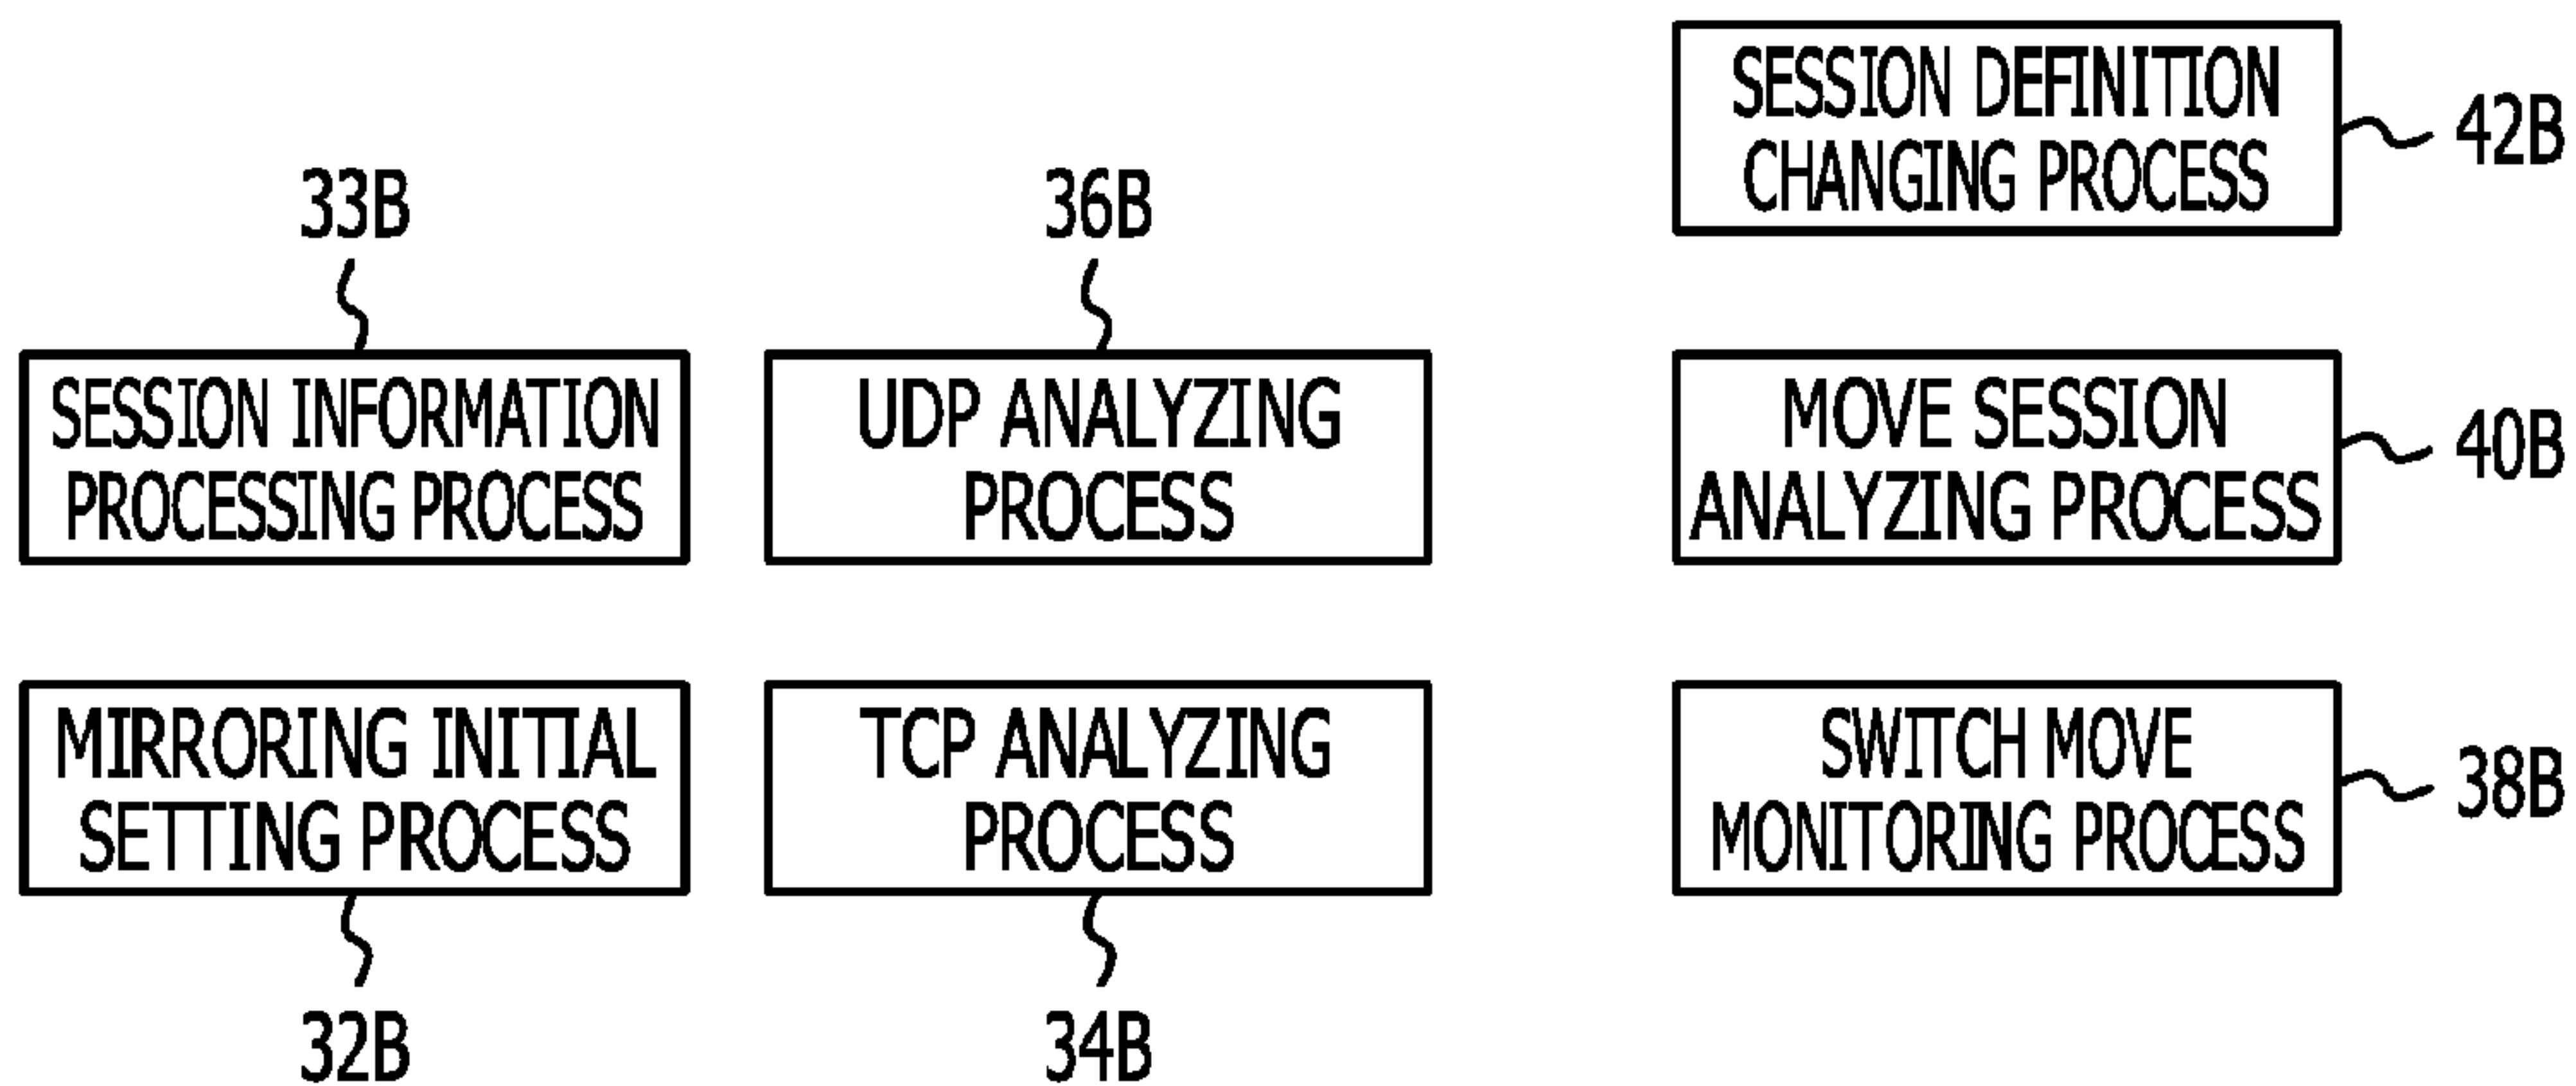 SESSION DEFINITION
CHANGING PROCESS
42B
33B
36B
SESSION INFORMATION
PROCESSING PROCESS
UDP ANALYZING
PROCESS
MOVE SESSION
ANALYZING PROCESS
40B
MIRRORING INITIAL
SETTING PROCESS
TCP ANALYZING
PROCESS
SWITCH MOVE
MONITORING PROCESS
38B
32B
34B